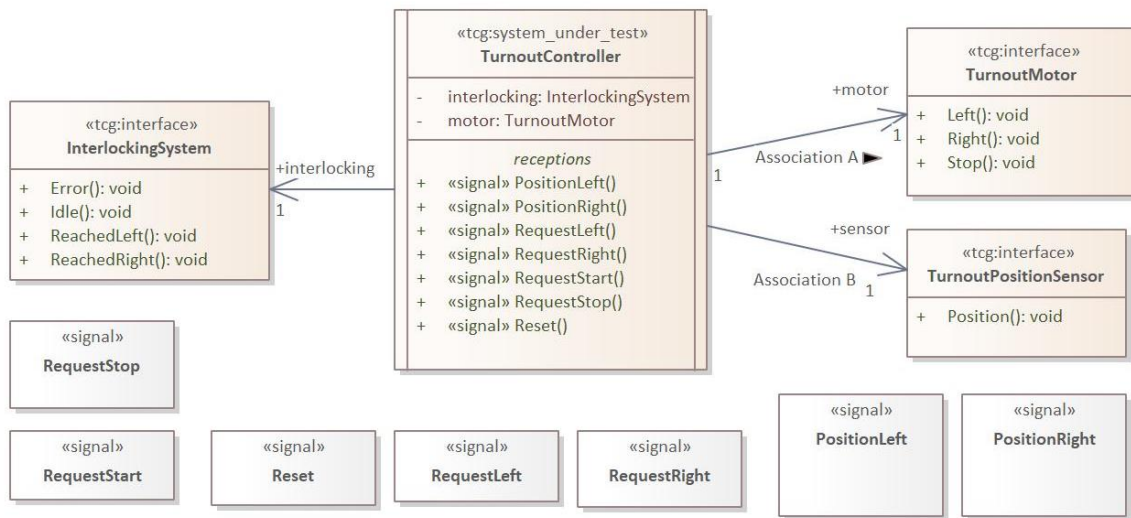 «tcg:interface»
InterlockingSystem
+ Error(): void
+ Idle(): void
+ ReachedLeft(): void
+ ReachedRight(): void
+interlocking
1
«tcg:system_under_test»
TurnoutController
- interlocking: InterlockingSystem
- motor: TurnoutMotor
receptions
+ «signal» PositionLeft()
+ «signal» PositionRight()
+ «signal» RequestLeft()
+ «signal» RequestRight()
+ «signal» RequestStart()
+ «signal» RequestStop()
+ «signal» Reset()
+motor
1
Association A
1
«tcg:interface»
TurnoutMotor
+ Left(): void
+ Right(): void
+ Stop(): void
+sensor
Association B
1
«tcg:interface»
TurnoutPositionSensor
+ Position(): void
«signal»
RequestStop
«signal»
RequestStart
«signal»
Reset
«signal»
RequestLeft
«signal»
RequestRight
«signal»
PositionLeft
«signal»
PositionRight